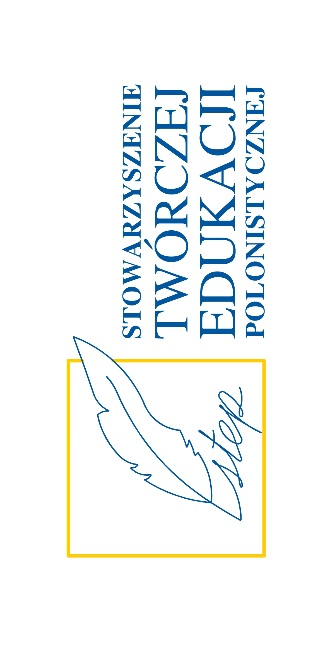 STOWARZYSZENIE
TWÓRCZEJ
EDUKACJI
POLONISTYCZNEJ
step